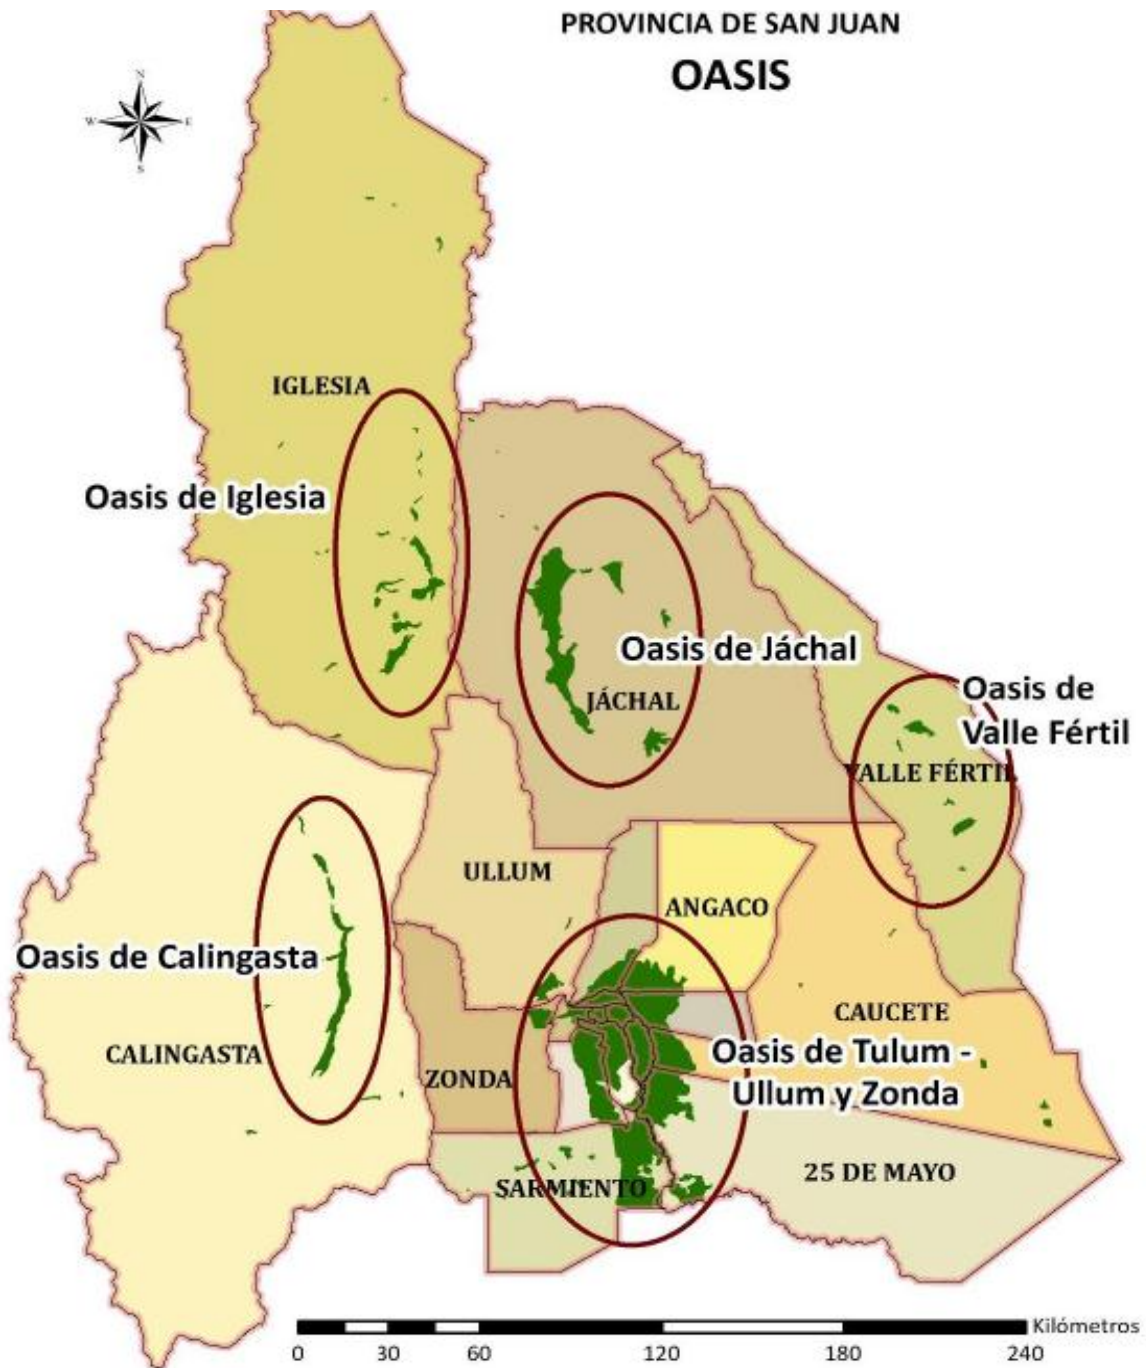 PROVINCIA DE SAN JUAN
OASIS
N
W
E
S
IGLESIA
Oasis de Iglesia
Oasis de Jáchal
JÁCHAL
Oasis de
Valle Fértil
VALLE FÉRTIL
ULLUM
ANGACO
Oasis de Calingasta
CAUCETE
CALINGASTA
ZONDA
Oasis de Tulum -
Ullum y Zonda
25 DE MAYO
SARMIENTO
Kilómetros
0 30 60 120 180 240